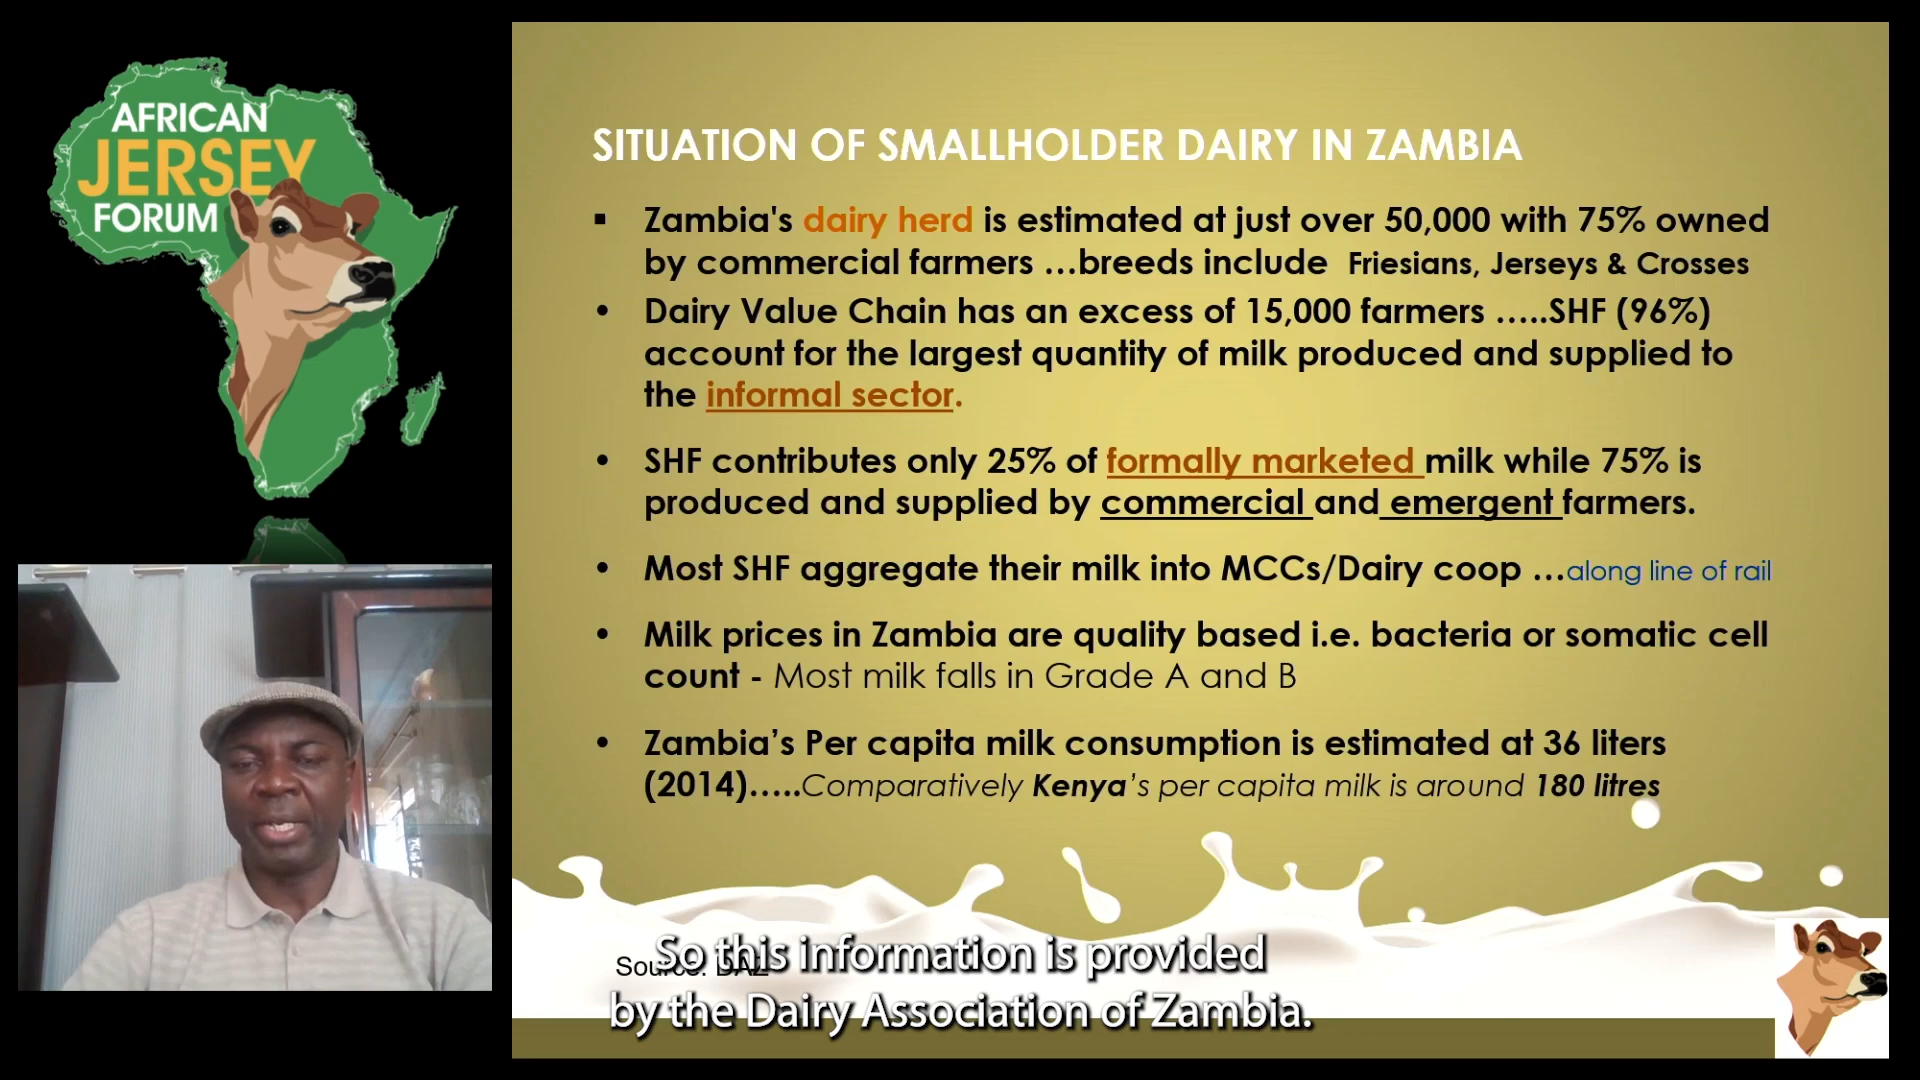 AFRICAN
JERSEY
FORUM
SITUATION OF SMALLHOLDER DAIRY IN ZAMBIA
▪ Zambia's dairy herd is estimated at just over 50,000 with 75% owned
by commercial farmers …breeds include Friesians, Jerseys & Crosses
• Dairy Value Chain has an excess of 15,000 farmers …..SHF (96%)
account for the largest quantity of milk produced and supplied to
the informal sector.
• SHF contributes only 25% of formally marketed milk while 75% is
produced and supplied by commercial and emergent farmers.
• Most SHF aggregate their milk into MCCs/Dairy coop …along line of rail
• Milk prices in Zambia are quality based i.e. bacteria or somatic cell
count - Most milk falls in Grade A and B
• Zambia’s Per capita milk consumption is estimated at 36 liters
(2014)…..Comparatively Kenya’s per capita milk is around 180 litres
Source: DAZ
So this information is provided
by the Dairy Association of Zambia.